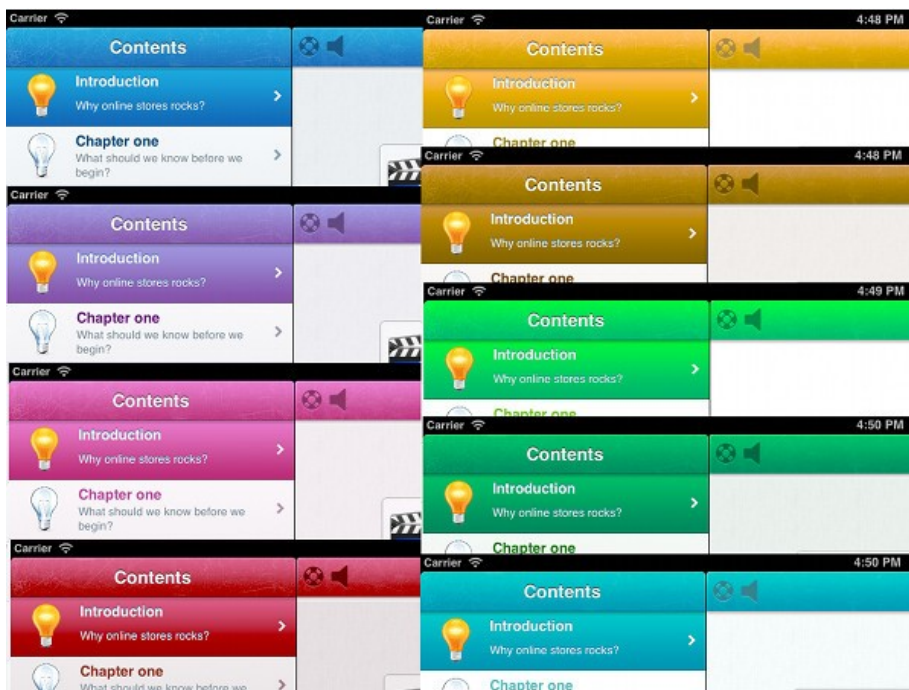 Carrier
Contents
Introduction
Why online stores rocks?
Chapter one
What should we know before we
begin?
Carrier
Contents
Introduction
Why online stores rocks?
Chapter one
What should we know before we
begin?
Carrier
Contents
Introduction
Why online stores rocks?
Chapter one
What should we know before we
begin?
Carrier
Contents
Introduction
Why online stores rocks?
Chapter one
What should we know before we
Carrier 4:48 PM
Contents
Introduction
Why online stores rocks?
Chapter one
Carrier 4:48 PM
Contents
Introduction
Why online stores rocks?
Chapter one
Carrier 4:49 PM
Contents
Introduction
Why online stores rocks?
Chapter one
Carrier 4:50 PM
Contents
Introduction
Why online stores rocks?
Chapter one
Carrier 4:50 PM
Contents
Introduction
Why online stores rocks?
Chapter one